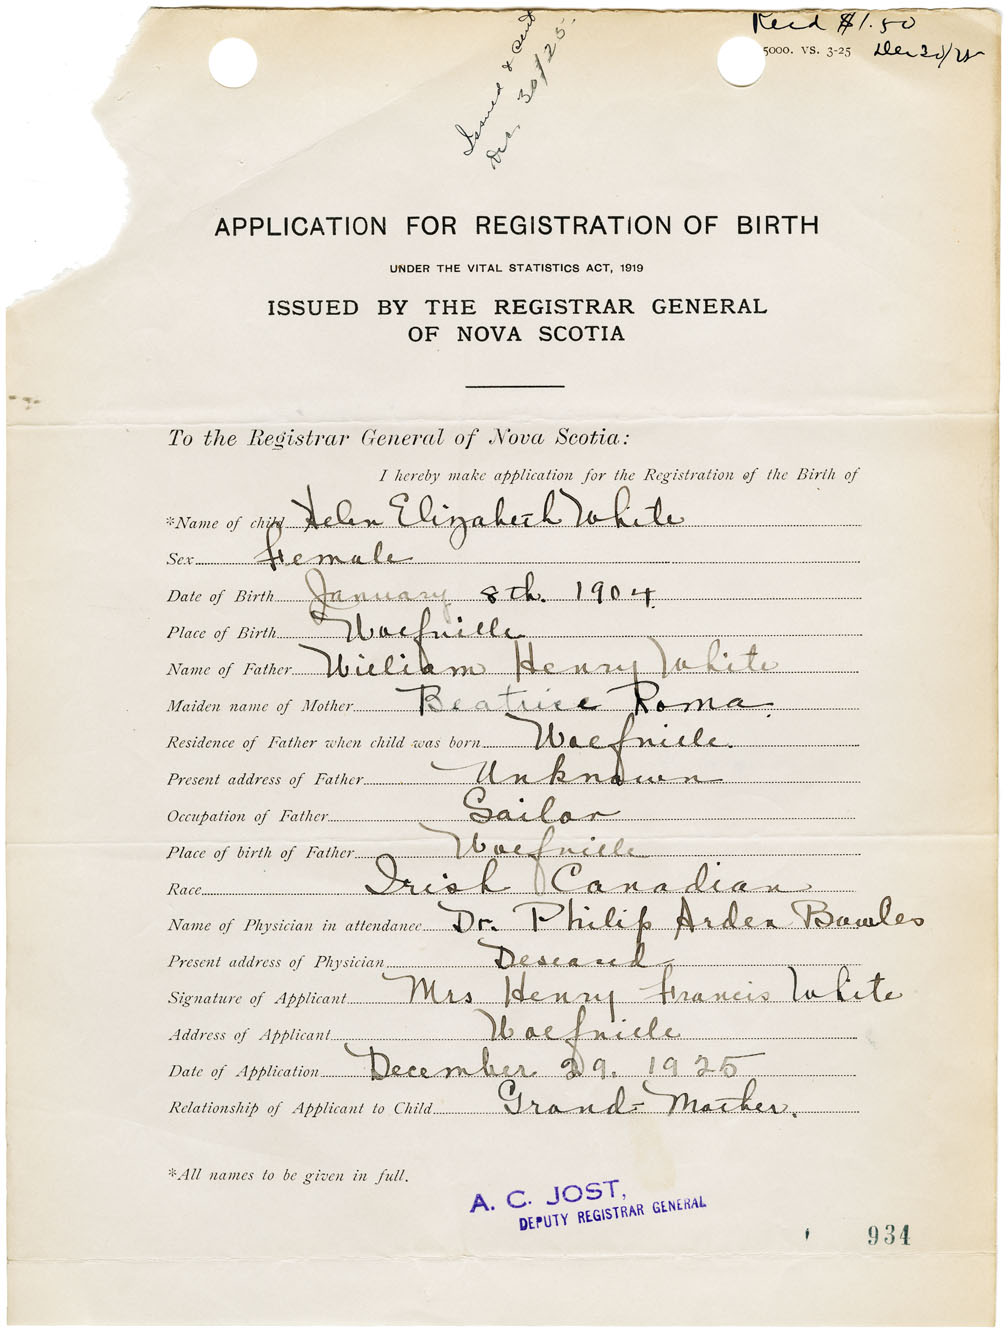 Recd $1.50
5000. VS. 3-25 Dec 30/25
Issued & sent
Dec. 30/25.
APPLICATION FOR REGISTRATION OF BIRTH
UNDER THE VITAL STATISTICS ACT, 1919
ISSUED BY THE REGISTRAR GENERAL
OF NOVA SCOTIA
To the Registrar General of Nova Scotia:
I hereby make application for the Registration of the Birth of
*Name of child Helen Elizabeth White
Sex Female
Date of Birth January 8th. 1904
Place of Birth Wolfville
Name of Father William Henry White
Maiden name of Mother Beatrice Roma.
Residence of Father when child was born Wolfville.
Present address of Father Unknown
Occupation of Father Sailor
Place of birth of Father Wolfville
Race Irish Canadian
Name of Physician in attendance Dr. Philip Arden Bowles
Present address of Physician
Signature of Applicant Mrs Henry Francis White
Address of Applicant Wolfville
Date of Application December 29. 1925
Relationship of Applicant to Child Grand-Mother.
*All names to be given in full.
A. C. JOST,
DEPUTY REGISTRAR GENERAL
934